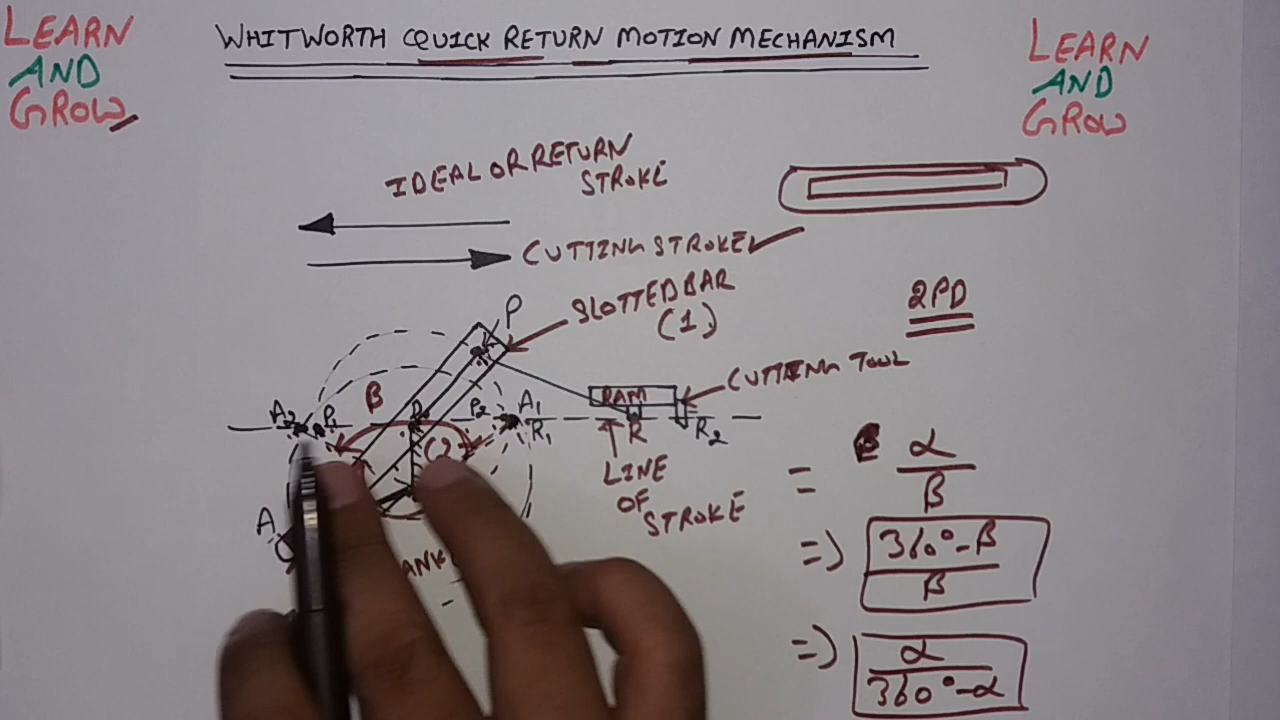 LEARN
AND
GROW
WHITWORTH QUICK RETURN MOTION MECHANISM
LEARN
AND
GROW
IDEAL OR RETURN
STROKE
CUTTING STROKE
SLOTTED BAR
(1)
P
2PD
CUTTING TOOL
RAM
β
A2
P1
P2
A1
R1
R
R2
(2)
LINE
OF
STROKE
A
= α/β
=> 360°-β/β
=> α/360°-α